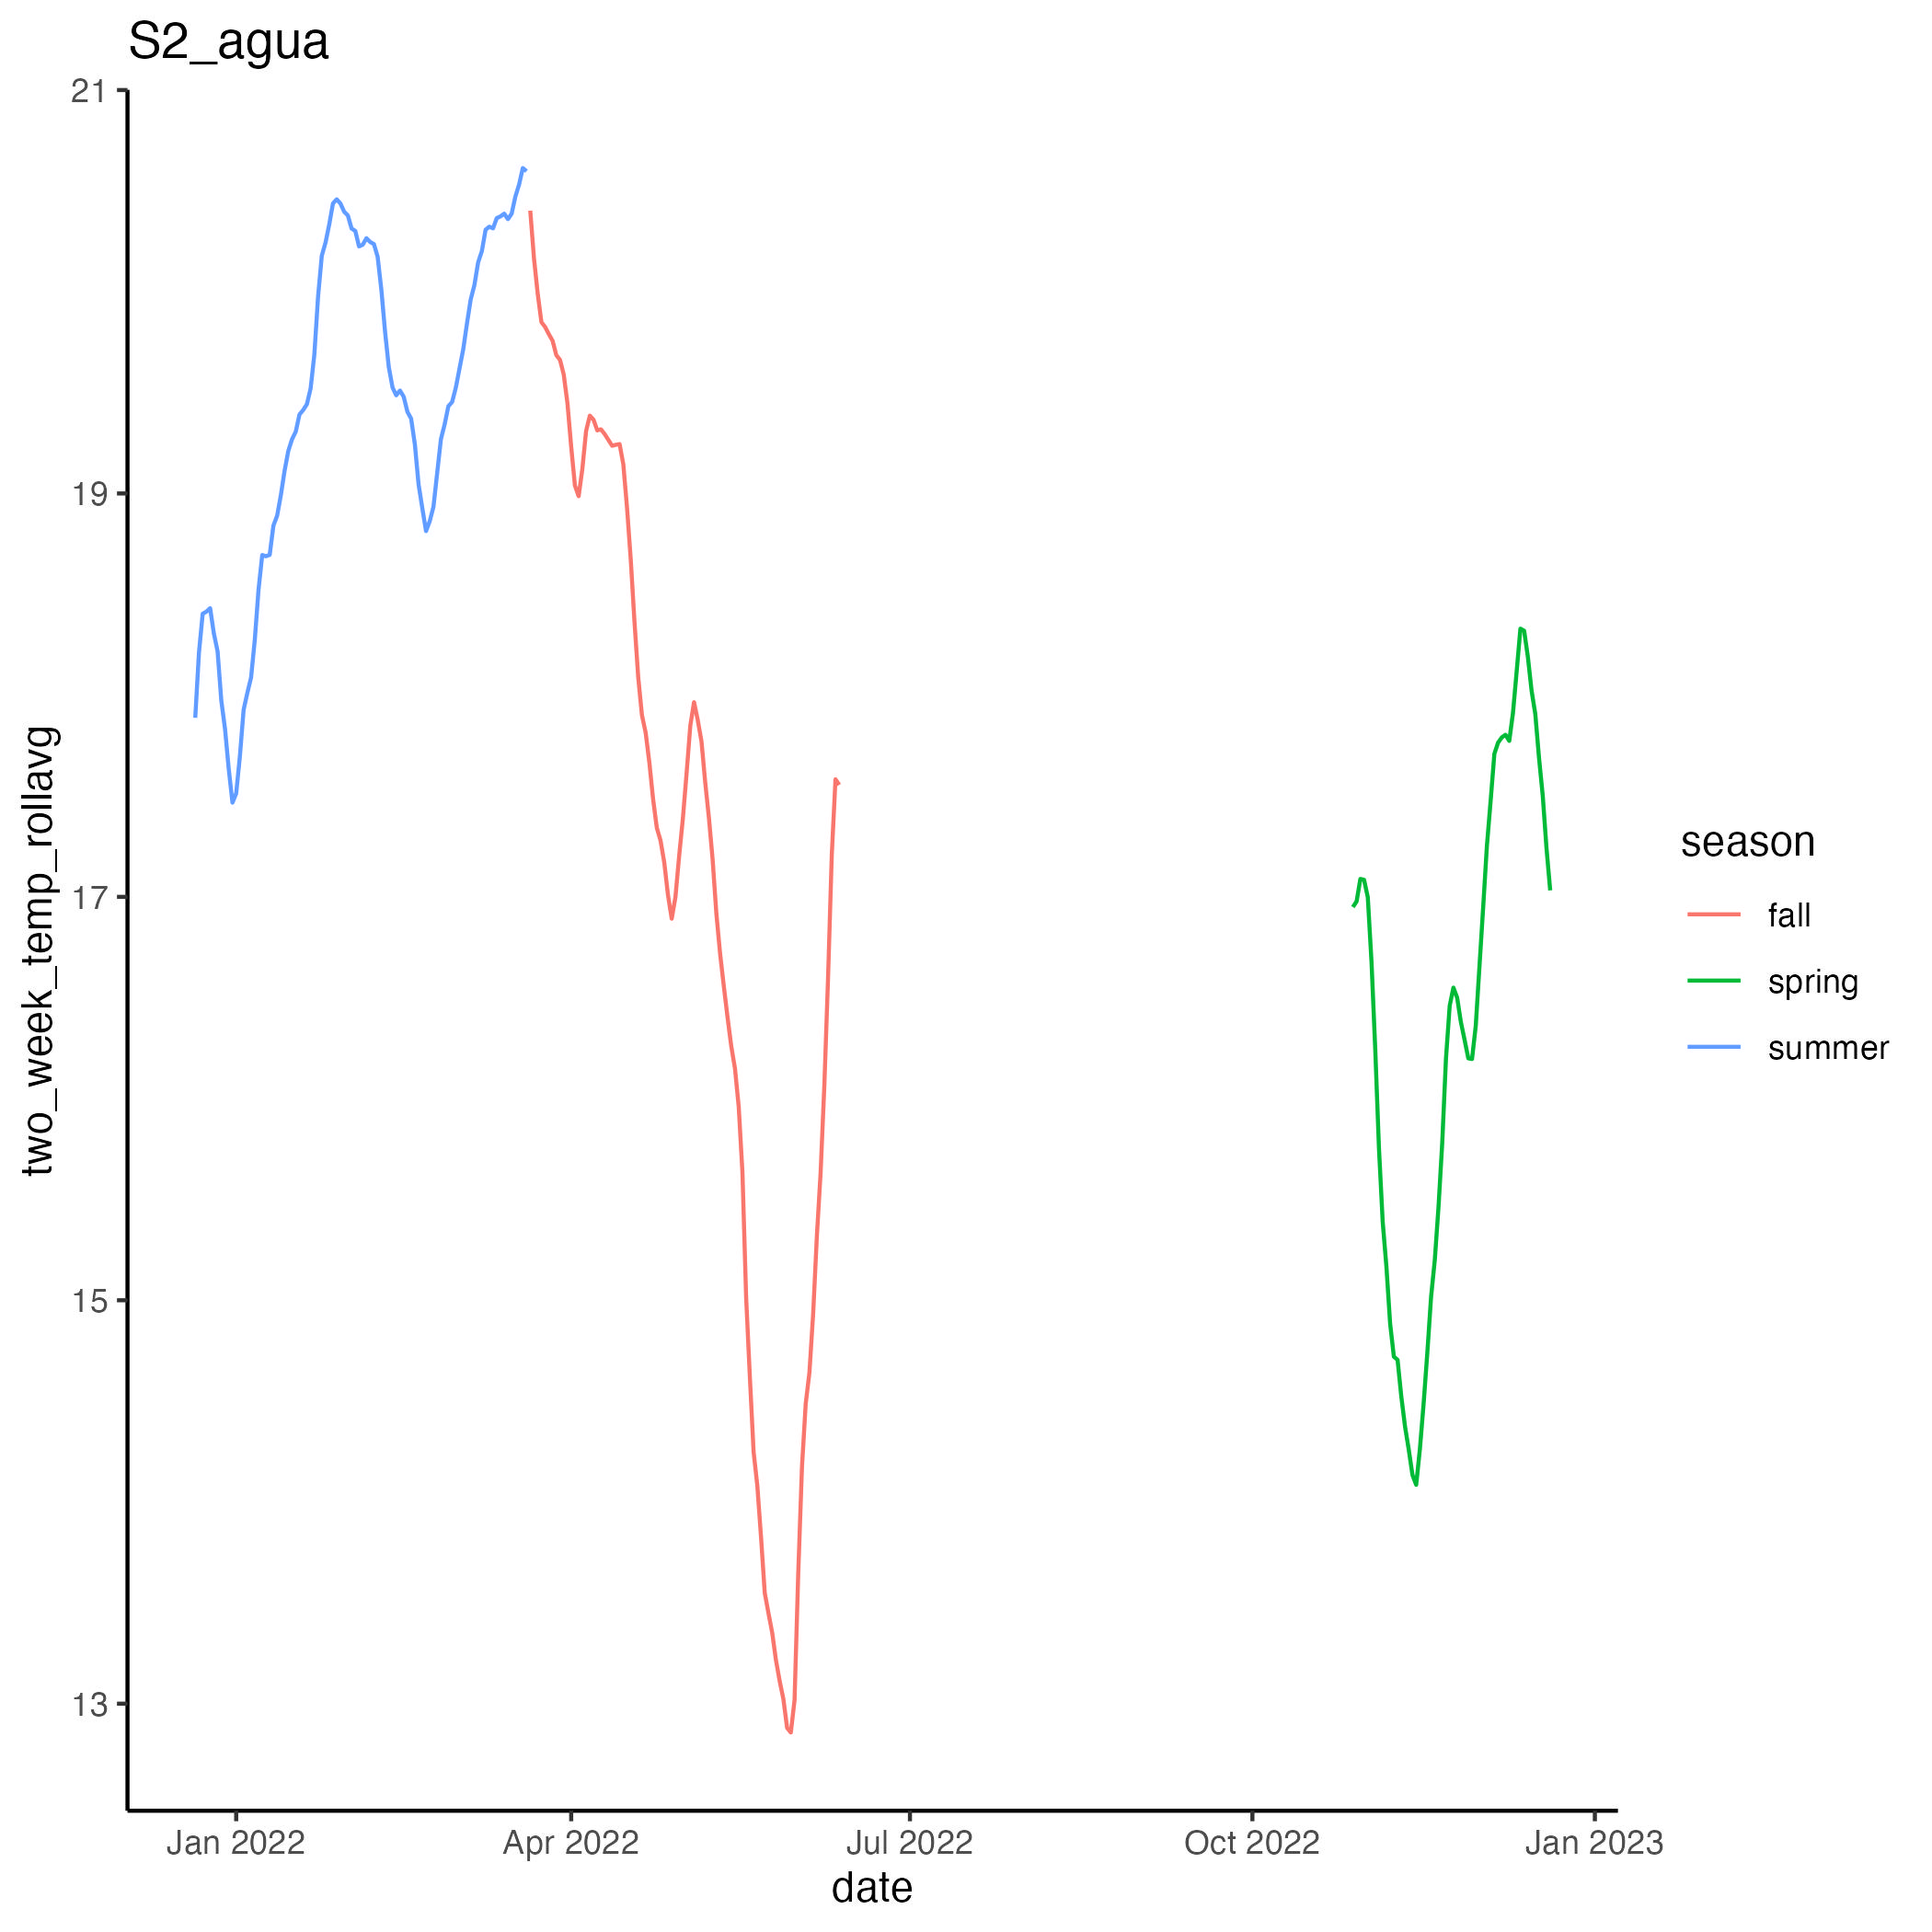 S2_agua
21
19
17
15
13
two_week_temp_rollavg
Jan 2022
Apr 2022
Jul 2022
Oct 2022
Jan 2023
date
season
fall
spring
summer